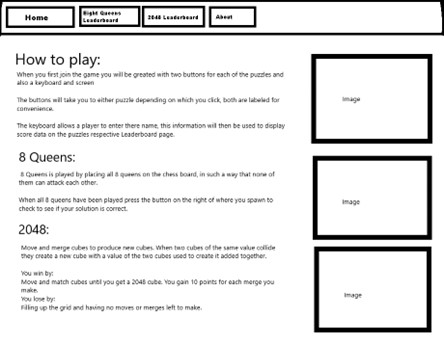 Home
Eight Queens
Leaderboard
2048 Leaderboard
About
How to play:
When you first join the game you will be greated with two buttons for each of the puzzles and
also a keyboard and screen
The buttons will take you to either puzzle depending on which you click, both are labeled for
convenience.
The keyboard allows a player to enter there name, this information will then be used to display
score data on the puzzles respective Leaderboard page.
Image
8 Queens:
8 Queens is played by placing all 8 queens on the chess board, in such a way that none of
them can attack each other.
When all 8 queens have been played press the button on the right of where you spawn to
check to see if your solution is correct.
Image
2048:
Move and merge cubes to produce new cubes. When two cubes of the same value collide
they create a new cube with a value of the two cubes used to create it added together.
You win by:
Move and match cubes until you get a 2048 cube. You gain 10 points for each merge you
make.
You lose by:
Filling up the grid and having no moves or merges left to make.
Image